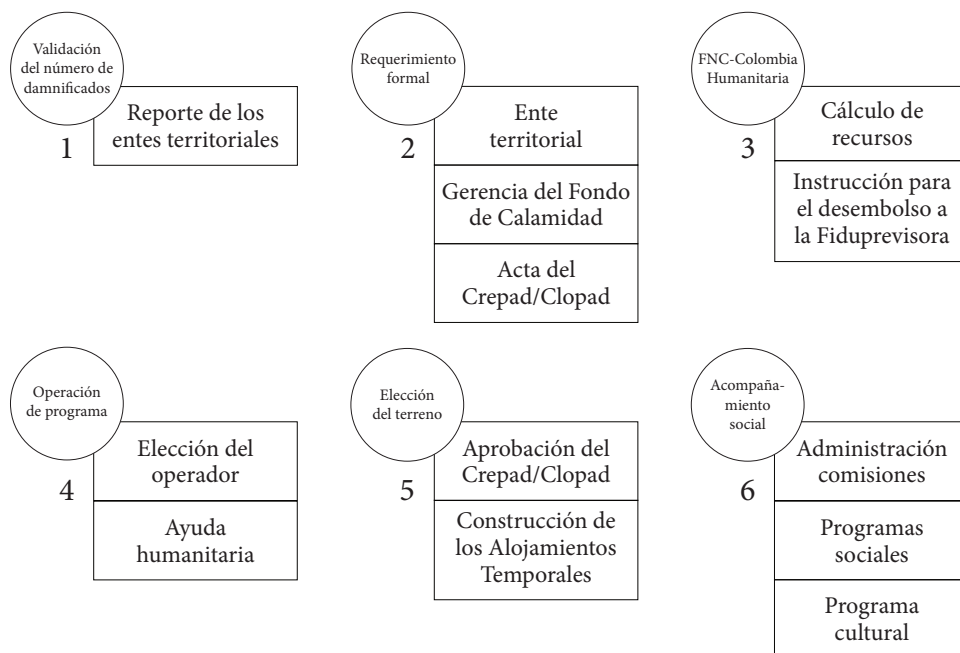 Validación
del número de
damnificados
1
Reporte de los
entes territoriales
Requerimiento
formal
2
Ente
territorial
Gerencia del Fondo
de Calamidad
Acta del
Crepad/Clopad
FNC-Colombia
Humanitaria
3
Cálculo de
recursos
Instrucción para
el desembolso a
la Fiduprevisora
Operación
de programa
4
Elección del
operador
Ayuda
humanitaria
Elección
del terreno
5
Aprobación del
Crepad/Clopad
Construcción de
los Alojamientos
Temporales
Acompaña-
miento
social
6
Administración
comisiones
Programas
sociales
Programa
cultural